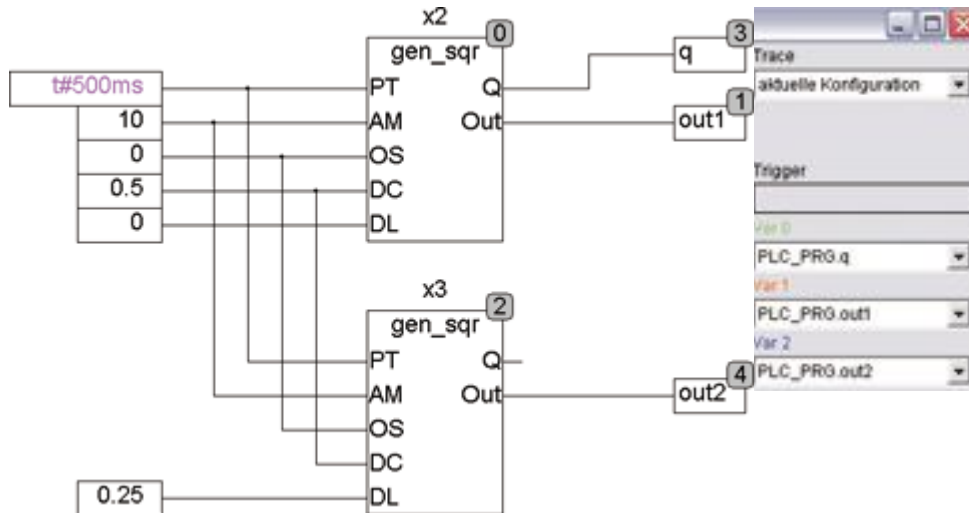 x2
0
gen_sqr
t#500ms
PT
Q
3
q
10
AM
Out
1
out1
0
OS
0.5
DC
0
DL
x3
2
gen_sqr
PT
Q
AM
Out
4
out2
OS
DC
0.25
DL
Trace
aktuelle Konfiguration
Trigger
Var 0
PLC_PRG.q
Var 1
PLC_PRG.out1
Var 2
PLC_PRG.out2